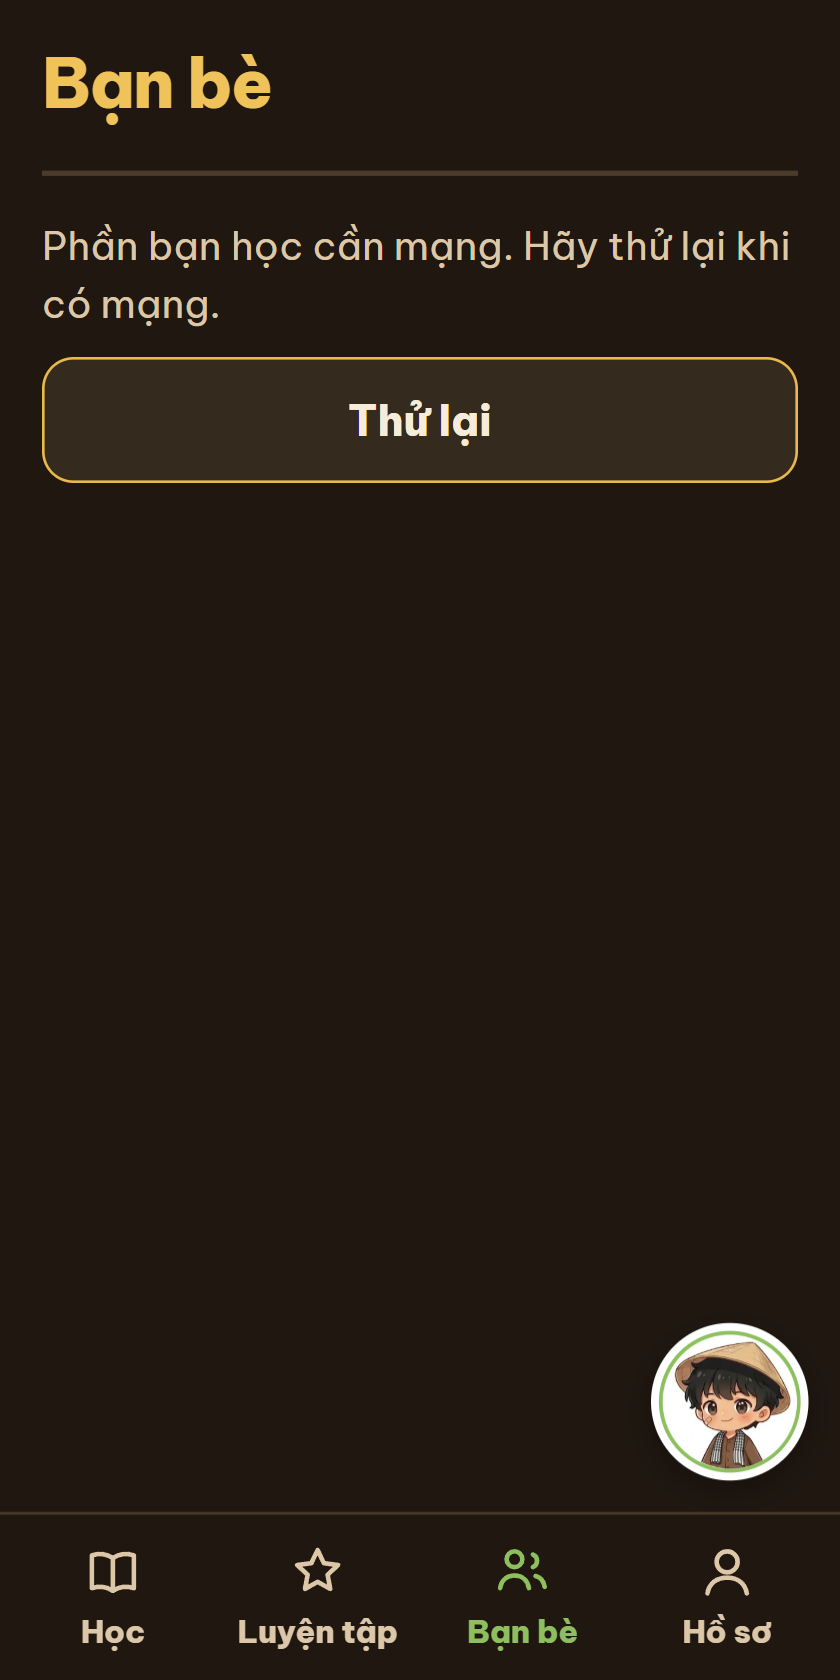 Bạn bè
Phần bạn học cần mạng. Hãy thử lại khi
có mạng.
Thử lại
Học
Luyện tập
Bạn bè
Hồ sơ